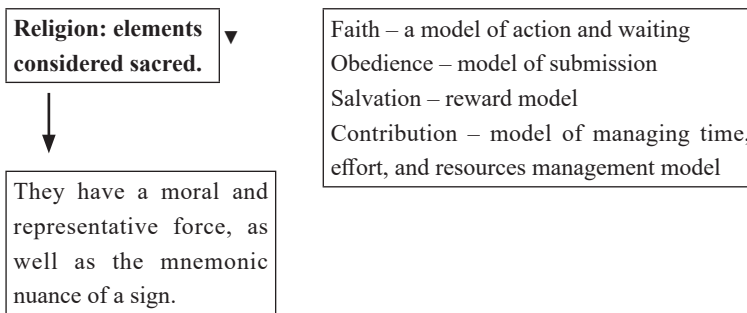 Religion: elements
considered sacred.
Faith – a model of action and waiting
Obedience – model of submission
Salvation – reward model
Contribution – model of managing time,
effort, and resources management model
They have a moral and
representative force, as
well as the mnemonic
nuance of a sign.